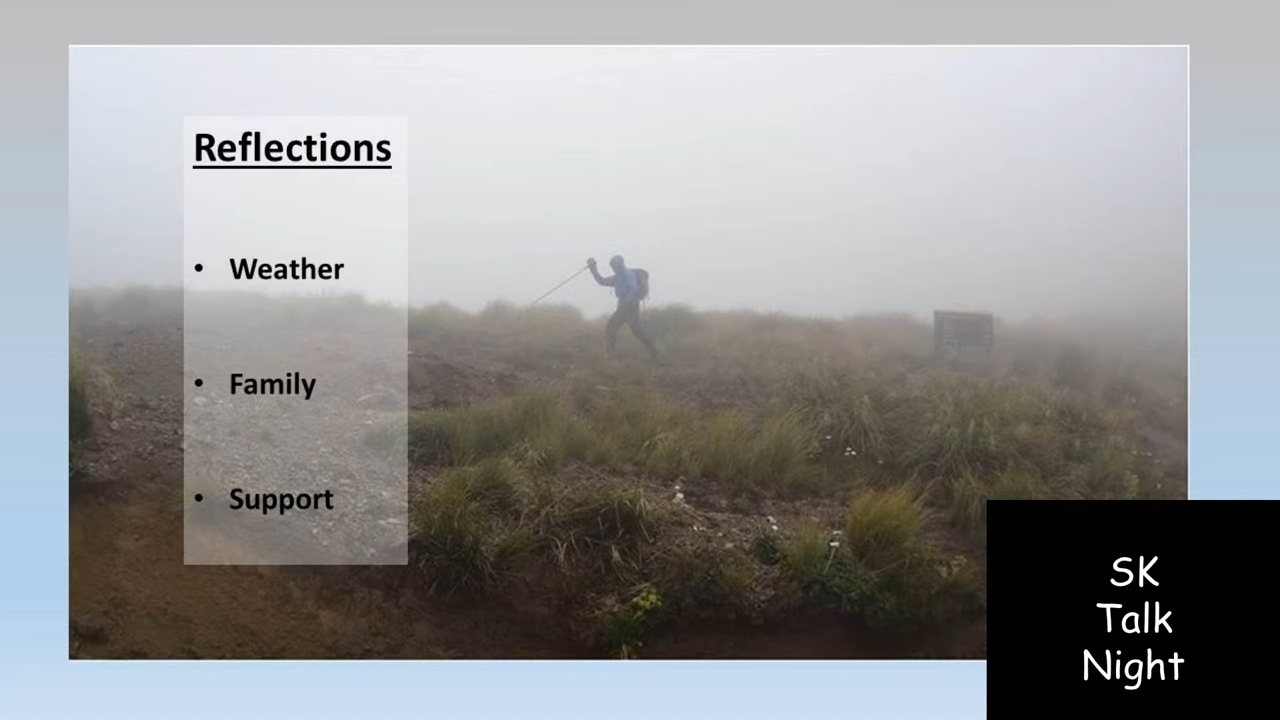 Reflections
• Weather
• Family
• Support
SK
Talk
Night